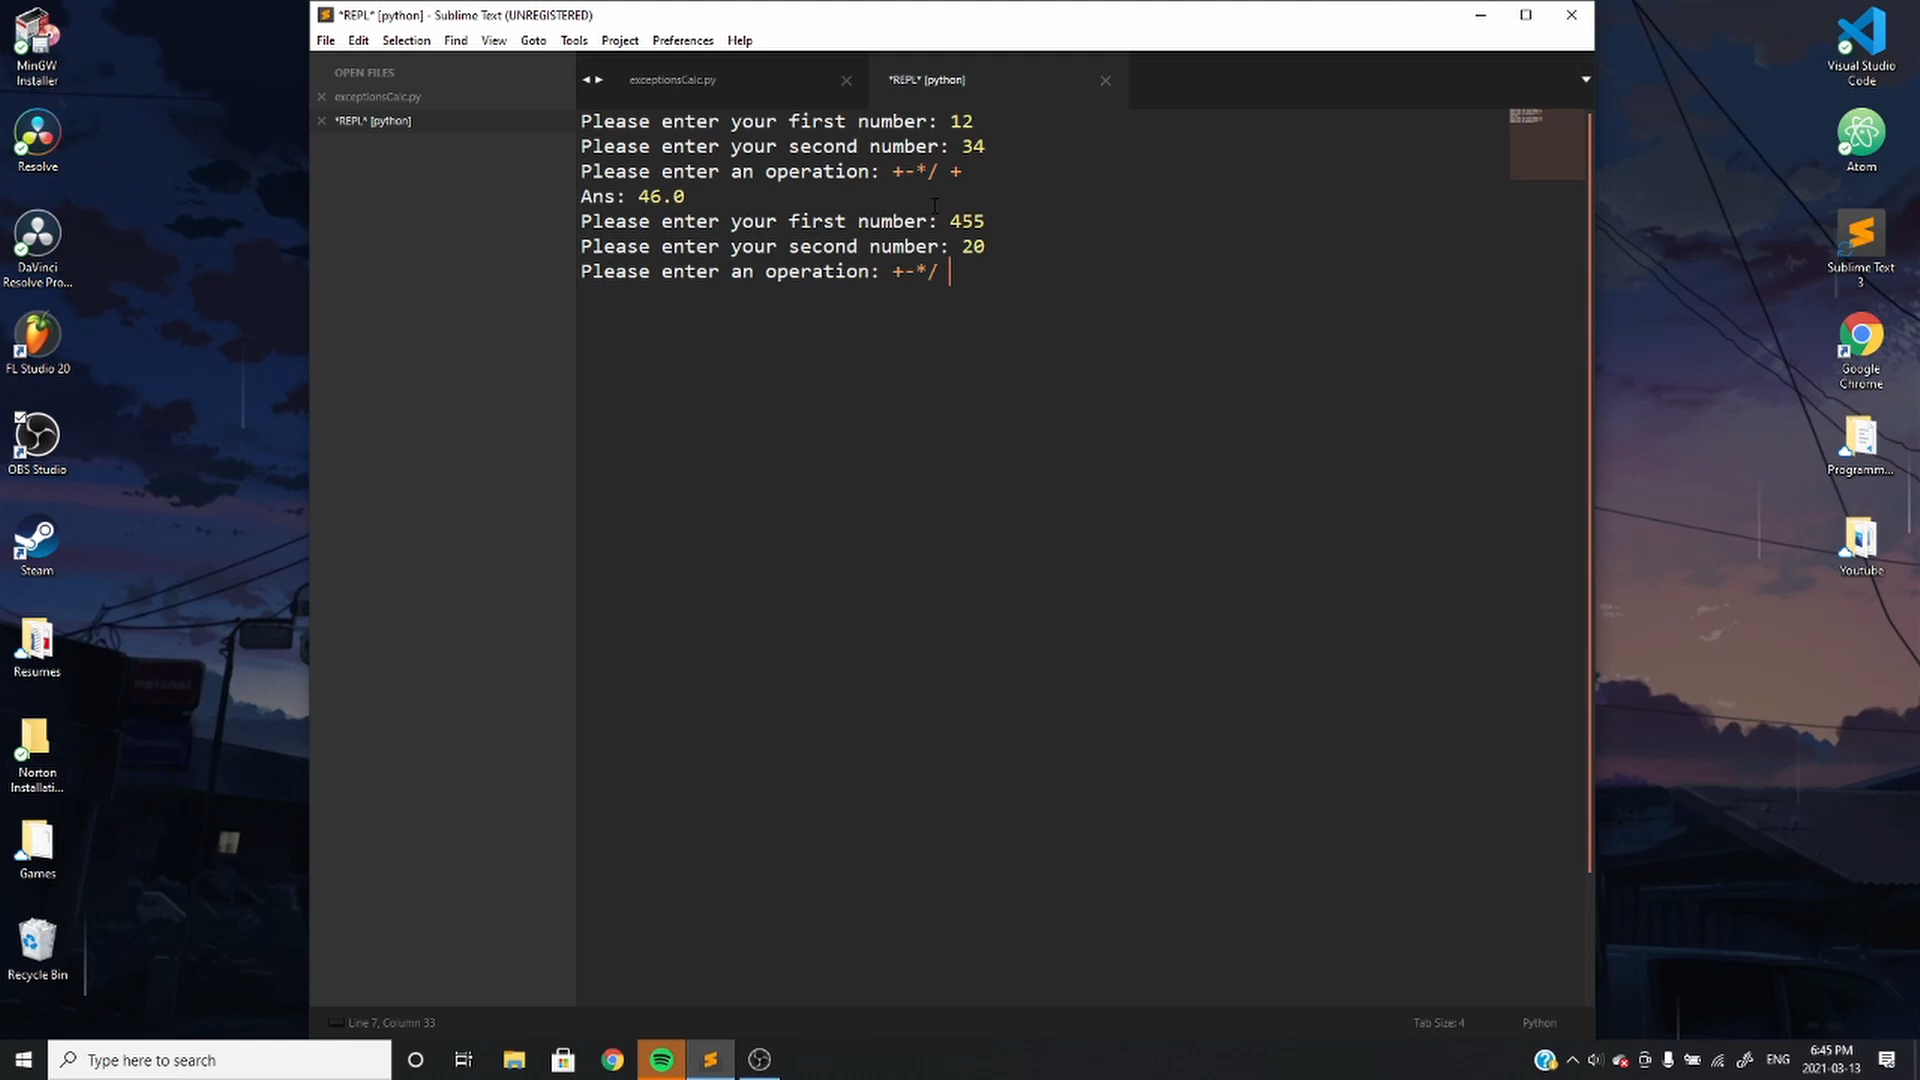 *REPL* [python] - Sublime Text (UNREGISTERED)
File Edit Selection Find View Goto Tools Project Preferences Help
OPEN FILES
exceptionsCalc.py
*REPL* [python]
exceptionsCalc.py
*REPL* [python]
Please enter your first number: 12
Please enter your second number: 34
Please enter an operation: +-*/ +
Ans: 46.0
Please enter your first number: 455
Please enter your second number: 20
Please enter an operation: +-*/
Line 7, Column 33
Tab Size: 4
Python
MinGW
Installer
Resolve
DaVinci
Resolve Pro...
FL Studio 20
OBS Studio
Steam
Resumes
Norton
Installati...
Games
Recycle Bin
Visual Studio
Code
Atom
Sublime Text
3
Google
Chrome
Programm...
Youtube
Type here to search
ENG
6:45 PM
2021-03-13